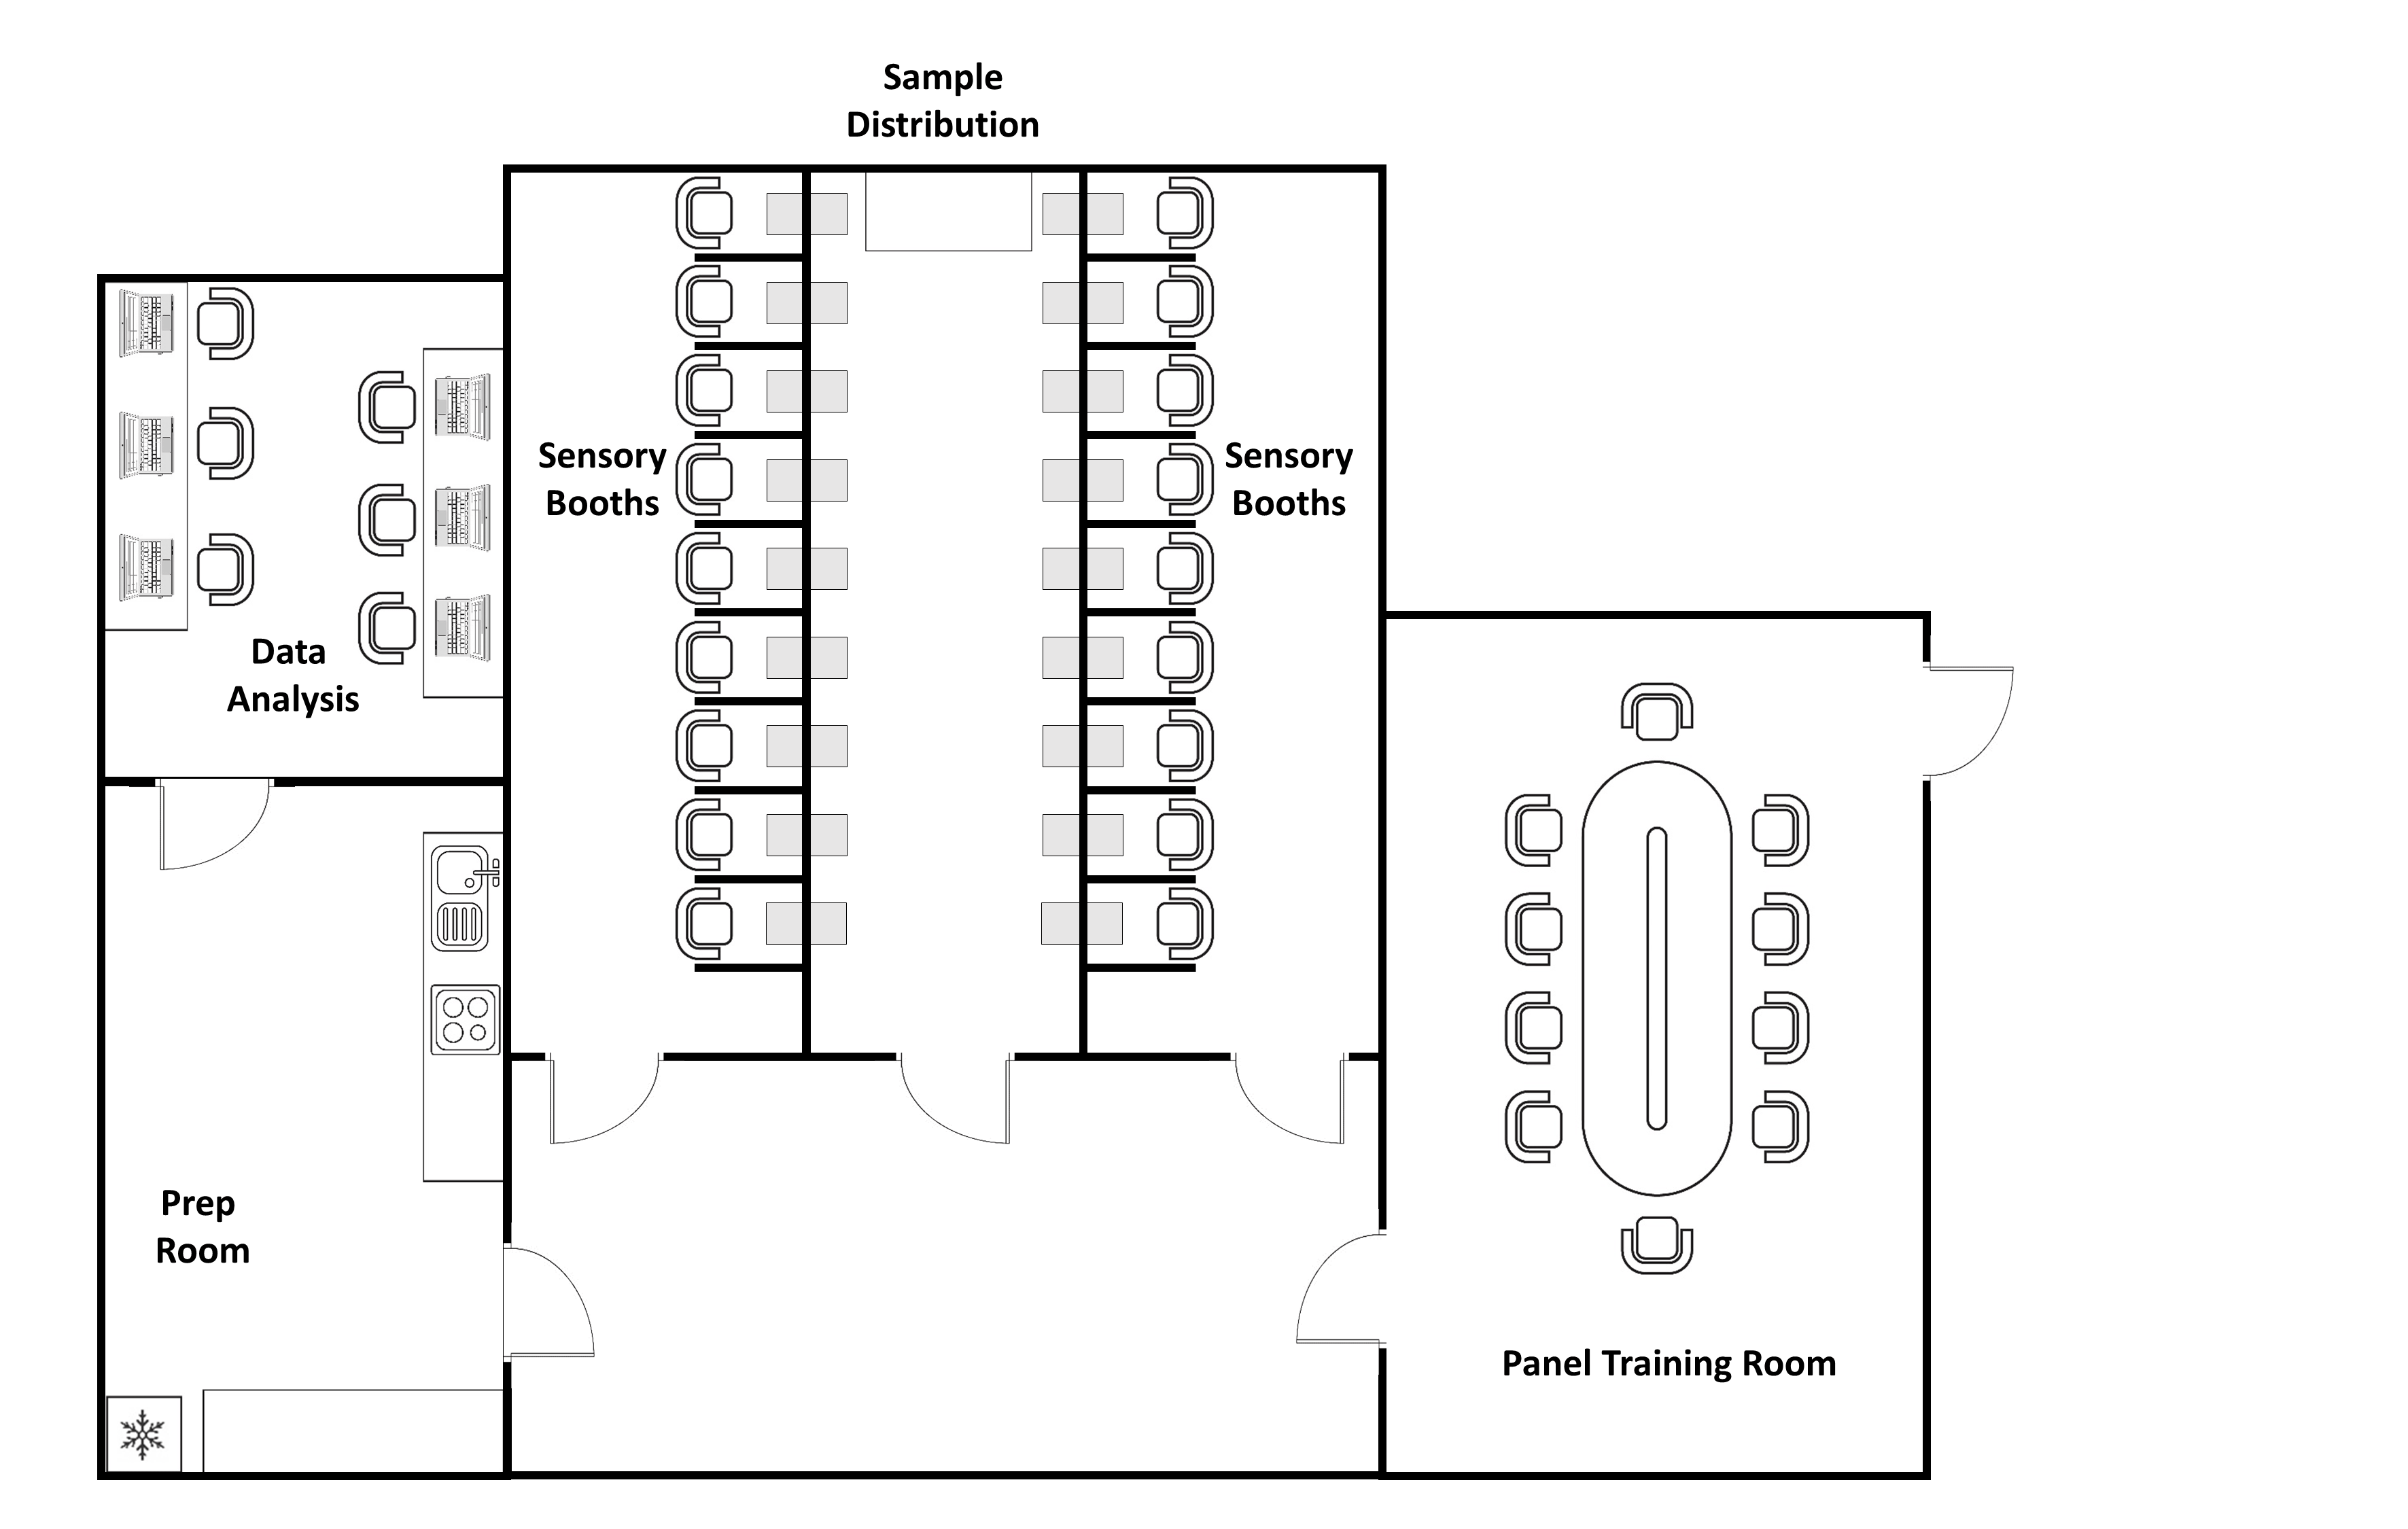 Sample
Distribution
Sensory
Booths
Sensory
Booths
Data
Analysis
Prep
Room
Panel Training Room